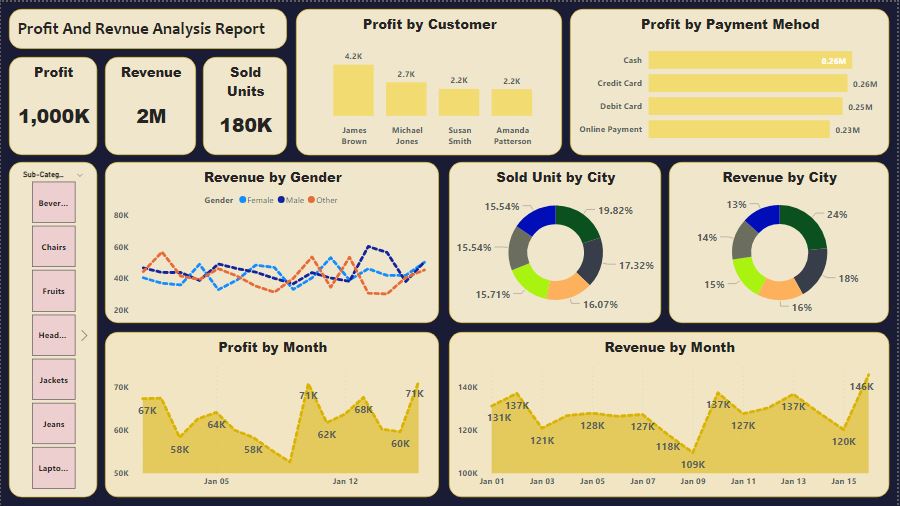 Profit And Revnue Analysis Report
Profit
1,000K
Revenue
2M
Sold
Units
180K
Profit by Customer
4.2K
2.7K
2.2K
2.2K
James
Brown
Michael
Jones
Susan
Smith
Amanda
Patterson
Profit by Payment Mehod
Cash
0.26M
Credit Card
0.26M
Debit Card
0.25M
Online Payment
0.23M
Sub-Categ...
Bever...
Chairs
Fruits
Head...
Jackets
Jeans
Lapto...
Revenue by Gender
Gender Female Male Other
80K
60K
40K
20K
Sold Unit by City
15.54%
19.82%
15.54%
17.32%
15.71%
16.07%
Revenue by City
13%
24%
14%
18%
15%
16%
Profit by Month
70K
60K
50K
67K
58K
64K
58K
71K
62K
68K
60K
71K
Jan 05
Jan 12
Revenue by Month
140K
120K
100K
131K
137K
121K
128K
127K
118K
109K
137K
127K
137K
120K
146K
Jan 01
Jan 03
Jan 05
Jan 07
Jan 09
Jan 11
Jan 13
Jan 15